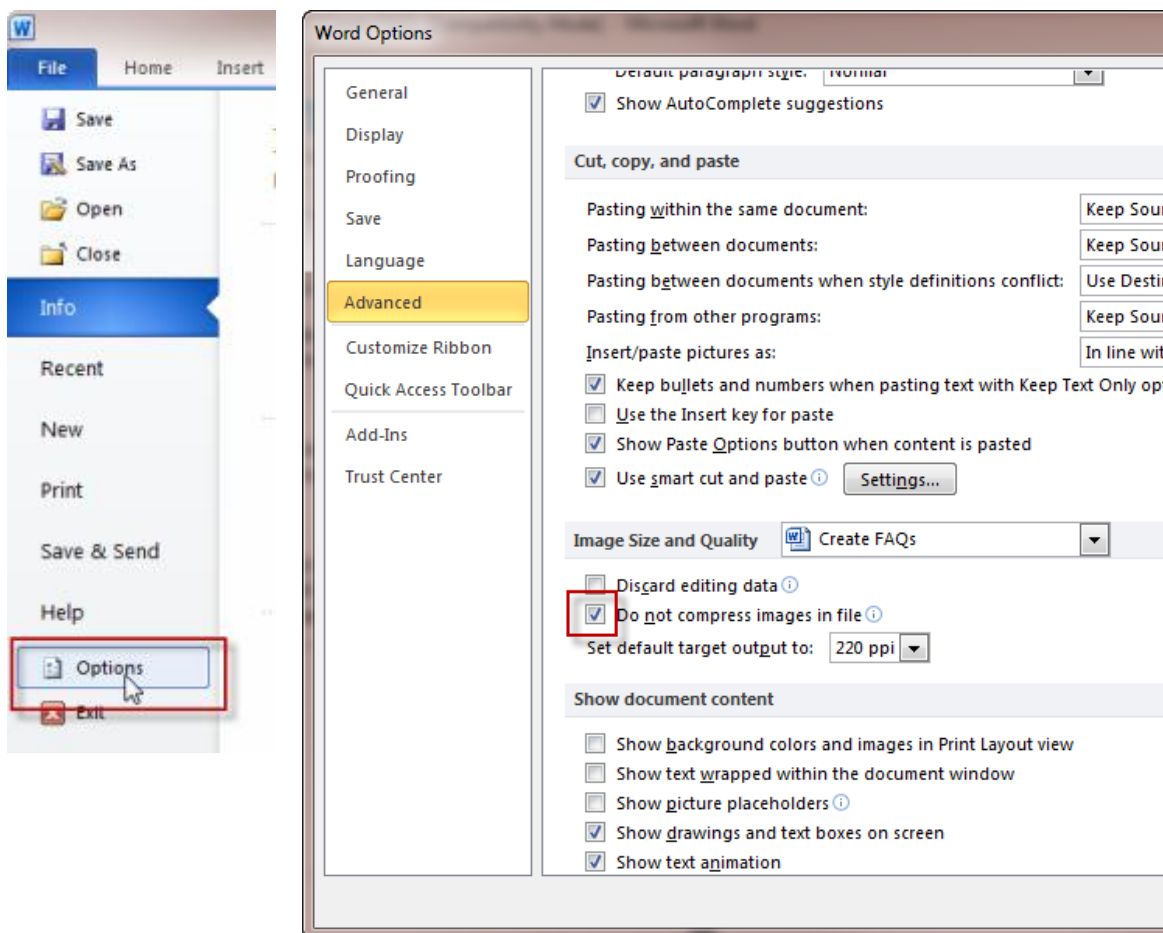 W
File Home Insert
Save
Save As
Open
Close
Info
Recent
New
Print
Save & Send
Help
Options
Exit
Word Options
General
Display
Proofing
Save
Language
Advanced
Customize Ribbon
Quick Access Toolbar
Add-Ins
Trust Center
Default paragraph style: Normal
Show AutoComplete suggestions
Cut, copy, and paste
Pasting within the same document: Keep Sour
Pasting between documents: Keep Sour
Pasting between documents when style definitions conflict: Use Destin
Pasting from other programs: Keep Sour
Insert/paste pictures as: In line wit
Keep bullets and numbers when pasting text with Keep Text Only op
Use the Insert key for paste
Show Paste Options button when content is pasted
Use smart cut and paste Settings...
Image Size and Quality Create FAQs
Discard editing data
Do not compress images in file
Set default target output to: 220 ppi
Show document content
Show background colors and images in Print Layout view
Show text wrapped within the document window
Show picture placeholders
Show drawings and text boxes on screen
Show text animation